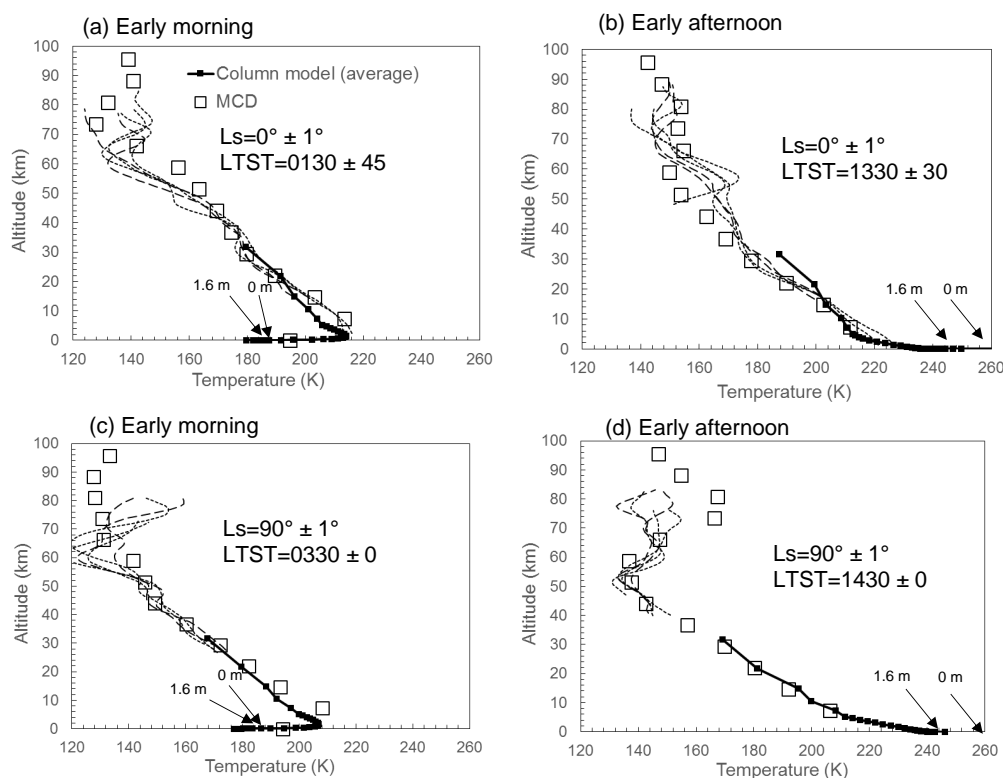 (a) Early morning
100
90
80
70
60
50
40
30
20
10
0
Altitude (km)
Column model (average)
MCD
Ls=0° ± 1°
LTST=0130 ± 45
1.6 m
0 m
120 140 160 180 200 220 240 260
Temperature (K)
(b) Early afternoon
100
90
80
70
60
50
40
30
20
10
0
Altitude (km)
Ls=0° ± 1°
LTST=1330 ± 30
1.6 m
0 m
120 140 160 180 200 220 240 260
Temperature (K)
(c) Early morning
100
90
80
70
60
50
40
30
20
10
0
Altitude (km)
Ls=90° ± 1°
LTST=0330 ± 0
1.6 m
0 m
120 140 160 180 200 220 240 260
Temperature (K)
(d) Early afternoon
100
90
80
70
60
50
40
30
20
10
0
Altitude (km)
Ls=90° ± 1°
LTST=1430 ± 0
1.6 m
0 m
120 140 160 180 200 220 240 260
Temperature (K)